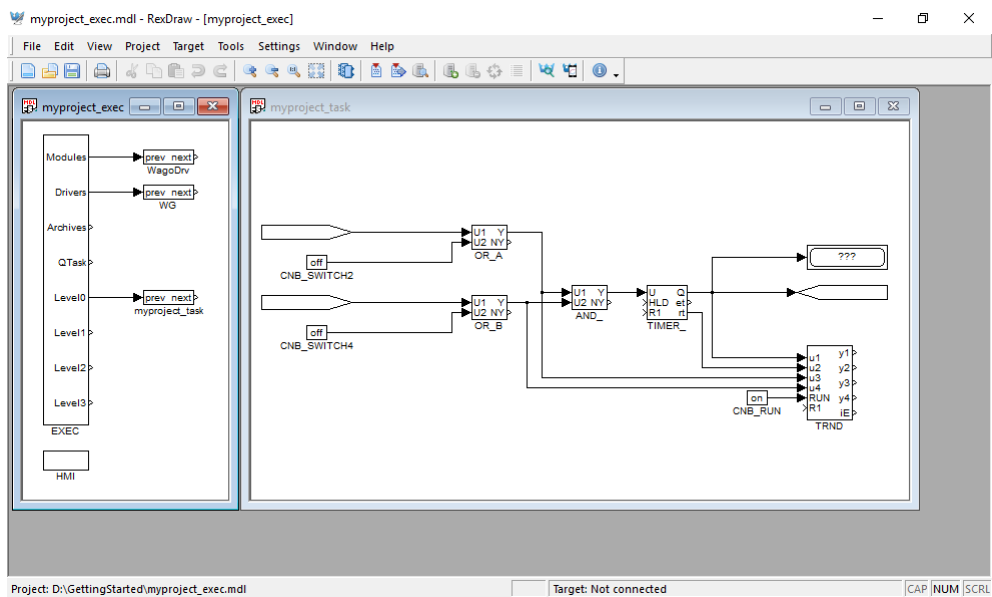 myproject_exec.mdl - RexDraw - [myproject_exec]
File Edit View Project Target Tools Settings Window Help
myproject_exec
Modules
prev next
WagoDrv
Drivers
prev next
WG
Archives
QTask
Level0
prev next
myproject_task
Level1
Level2
Level3
EXEC
HMI
myproject_task
U1 Y
U2 NY
OR_A
off
CNB_SWITCH2
U1 Y
U2 NY
OR_B
off
CNB_SWITCH4
U1 Y
U2 NY
AND_
U Q
HLD et
R1 rt
TIMER_
???
u1 y1
u2 y2
u3 y3
u4
RUN y4
R1 iE
TRND
on
CNB_RUN
Project: D:\GettingStarted\myproject_exec.mdl
Target: Not connected
CAP NUM SCRL